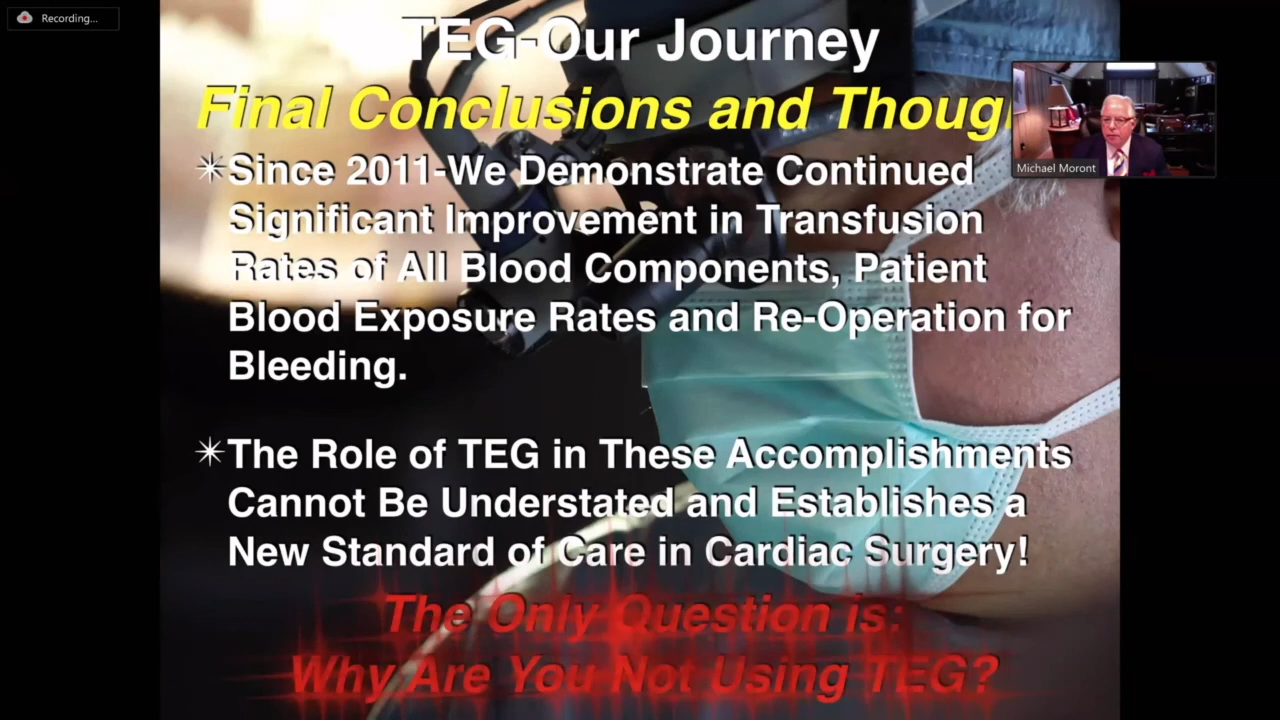 Recording...
TEG-Our Journey
Final Conclusions and Thoug
Michael Moront
✳Since 2011-We Demonstrate Continued
Significant Improvement in Transfusion
Rates of All Blood Components, Patient
Blood Exposure Rates and Re-Operation for
Bleeding.
✳The Role of TEG in These Accomplishments
Cannot Be Understated and Establishes a
New Standard of Care in Cardiac Surgery!
The Only Question is:
Why Are You Not Using TEG?